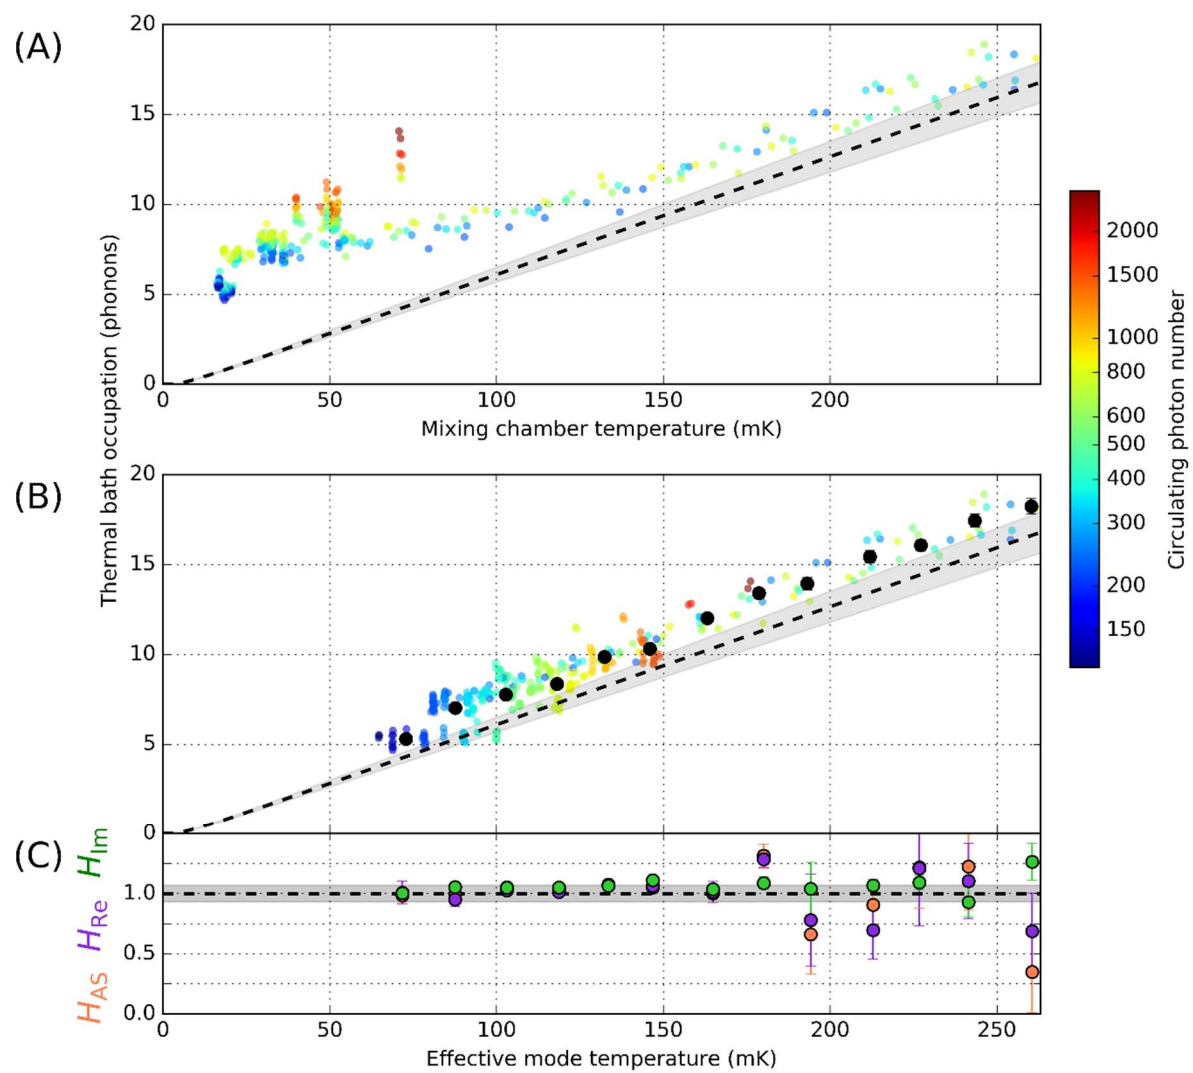 (A)
20
15
10
5
0
0 50 100 150 200 250
Mixing chamber temperature (mK)
Thermal bath occupation (phonons)
2000
1500
1000
800
600
500
400
300
200
150
Circulating photon number
(B)
20
15
10
5
0
(C)
H_Im
H_Re
H_AS
1.0
0.5
0.0
0 50 100 150 200 250
Effective mode temperature (mK)